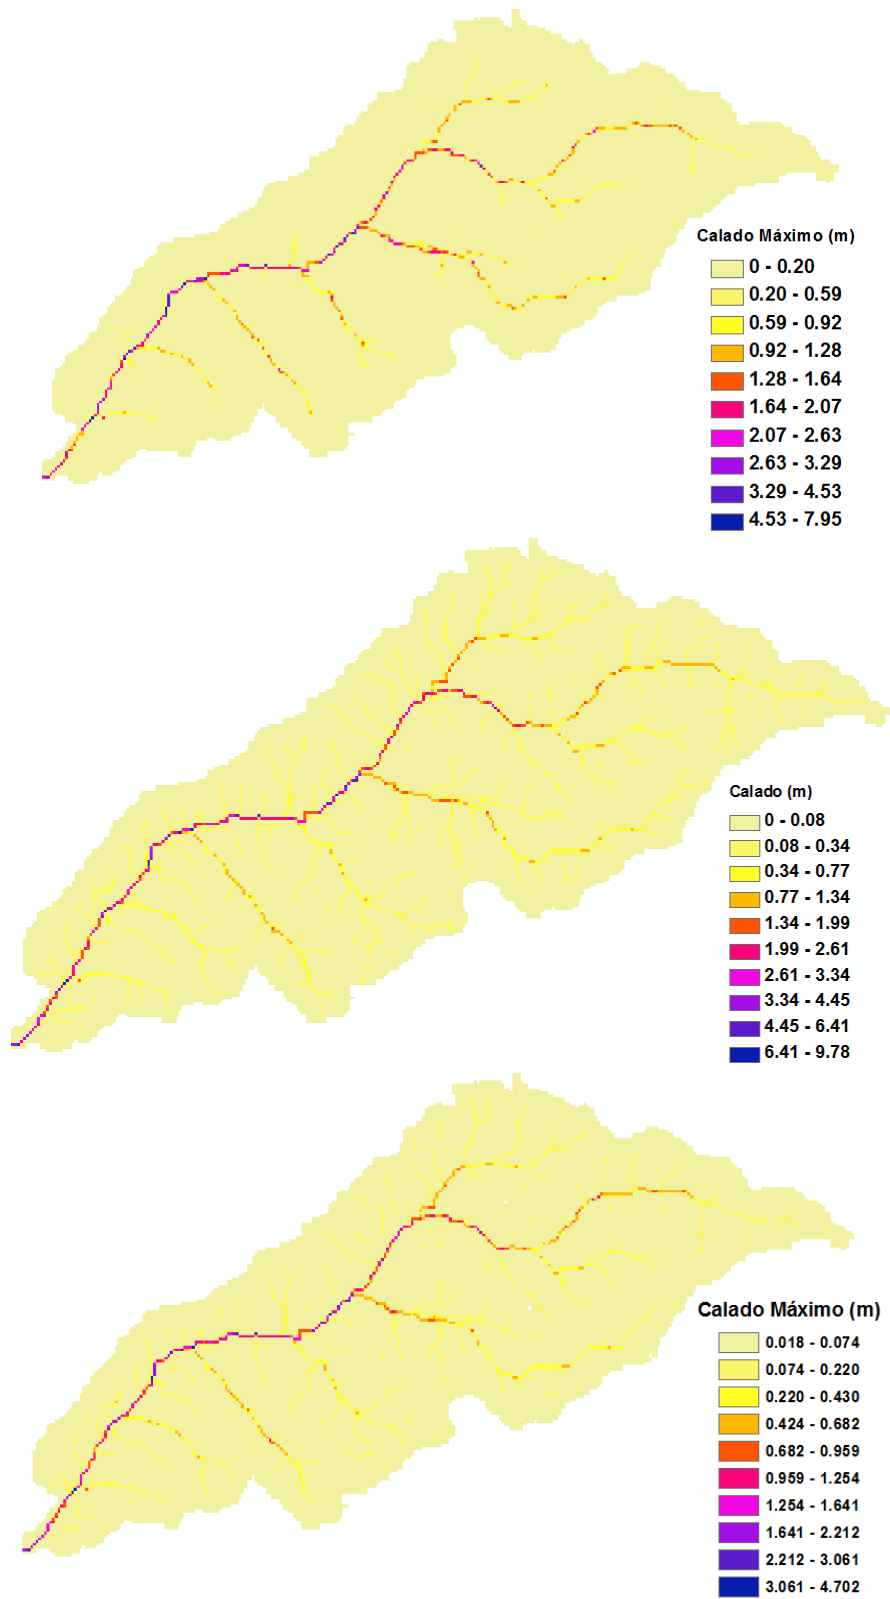 Calado Máximo (m)
0 - 0.20
0.20 - 0.59
0.59 - 0.92
0.92 - 1.28
1.28 - 1.64
1.64 - 2.07
2.07 - 2.63
2.63 - 3.29
3.29 - 4.53
4.53 - 7.95
Calado (m)
0 - 0.08
0.08 - 0.34
0.34 - 0.77
0.77 - 1.34
1.34 - 1.99
1.99 - 2.61
2.61 - 3.34
3.34 - 4.45
4.45 - 6.41
6.41 - 9.78
Calado Máximo (m)
0.018 - 0.074
0.074 - 0.220
0.220 - 0.430
0.424 - 0.682
0.682 - 0.959
0.959 - 1.254
1.254 - 1.641
1.641 - 2.212
2.212 - 3.061
3.061 - 4.702